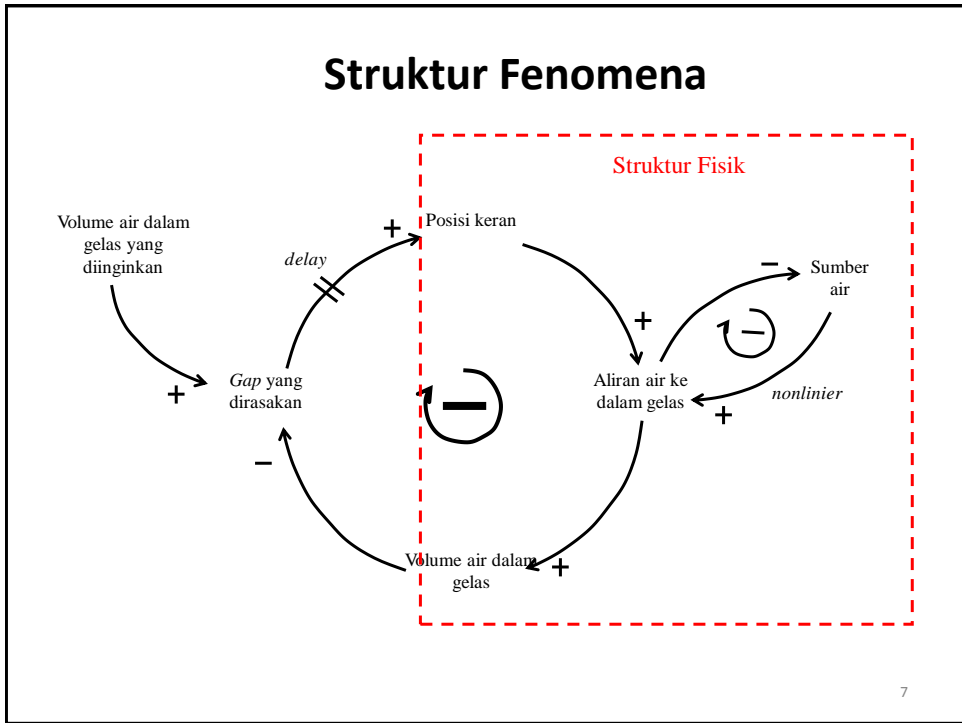 Struktur Fenomena
Struktur Fisik
Volume air dalam
gelas yang
diinginkan
delay
+
Posisi keran
−
Sumber
air
+
−
+
Gap yang
dirasakan
−
Aliran air ke
dalam gelas
nonlinier
+
−
Volume air dalam
gelas
+
7